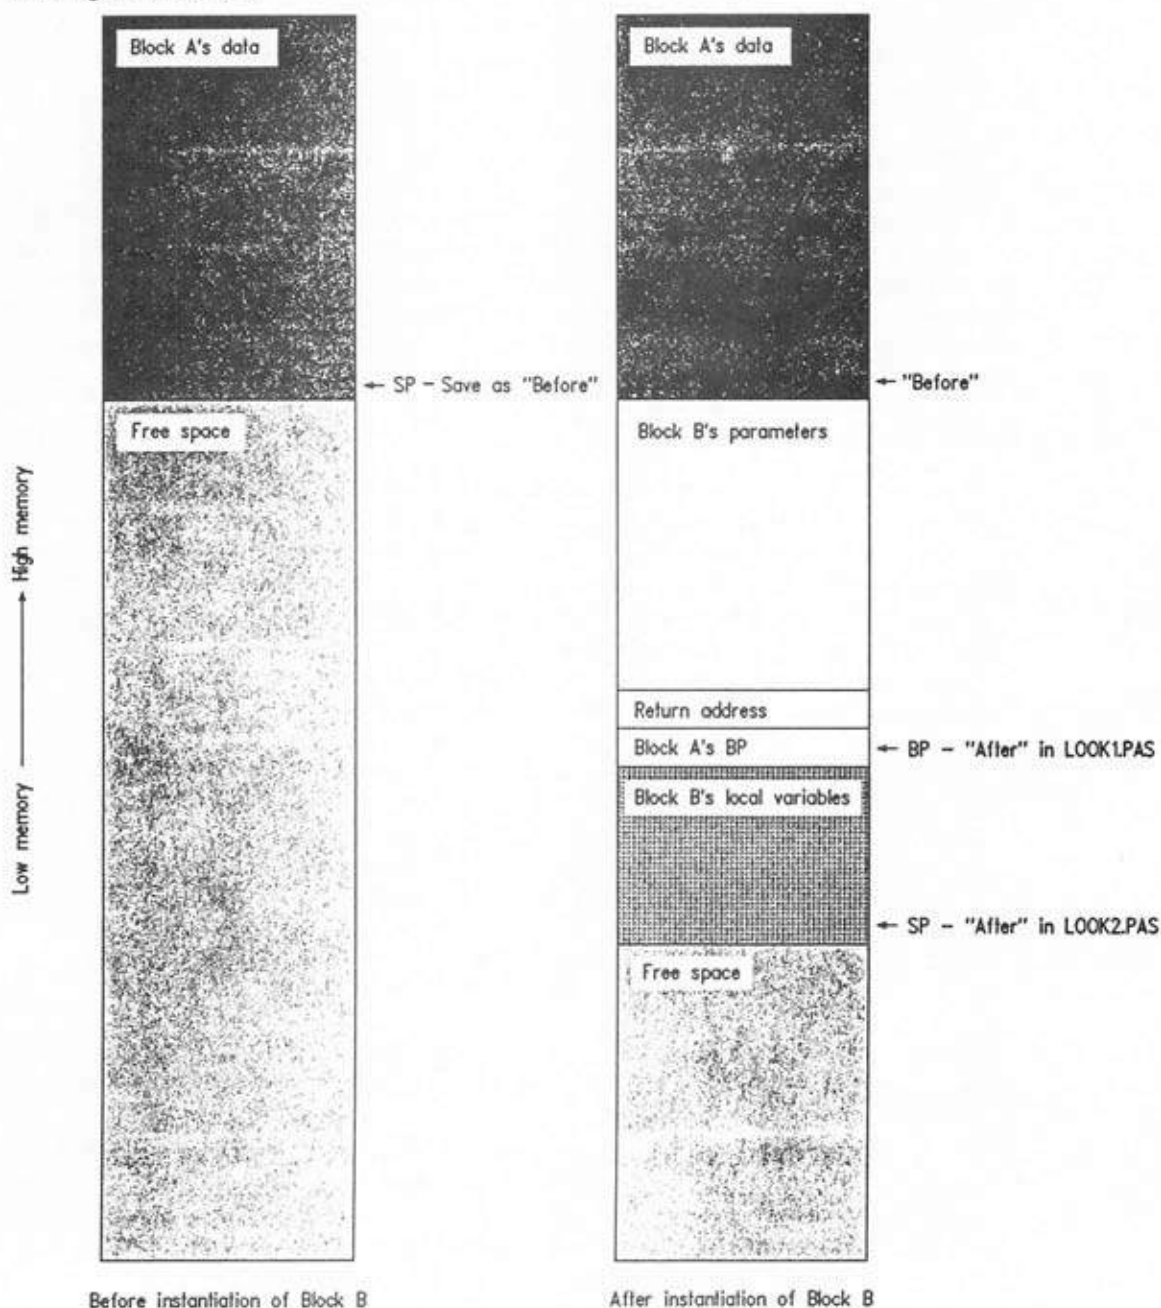 Block A's data
← SP – Save as "Before"
Free space
Low memory → High memory
Before instantiation of Block B
Block A's data
← "Before"
Block B's parameters
Return address
Block A's BP
← BP – "After" in LOOK1.PAS
Block B's local variables
← SP – "After" in LOOK2.PAS
Free space
After instantiation of Block B